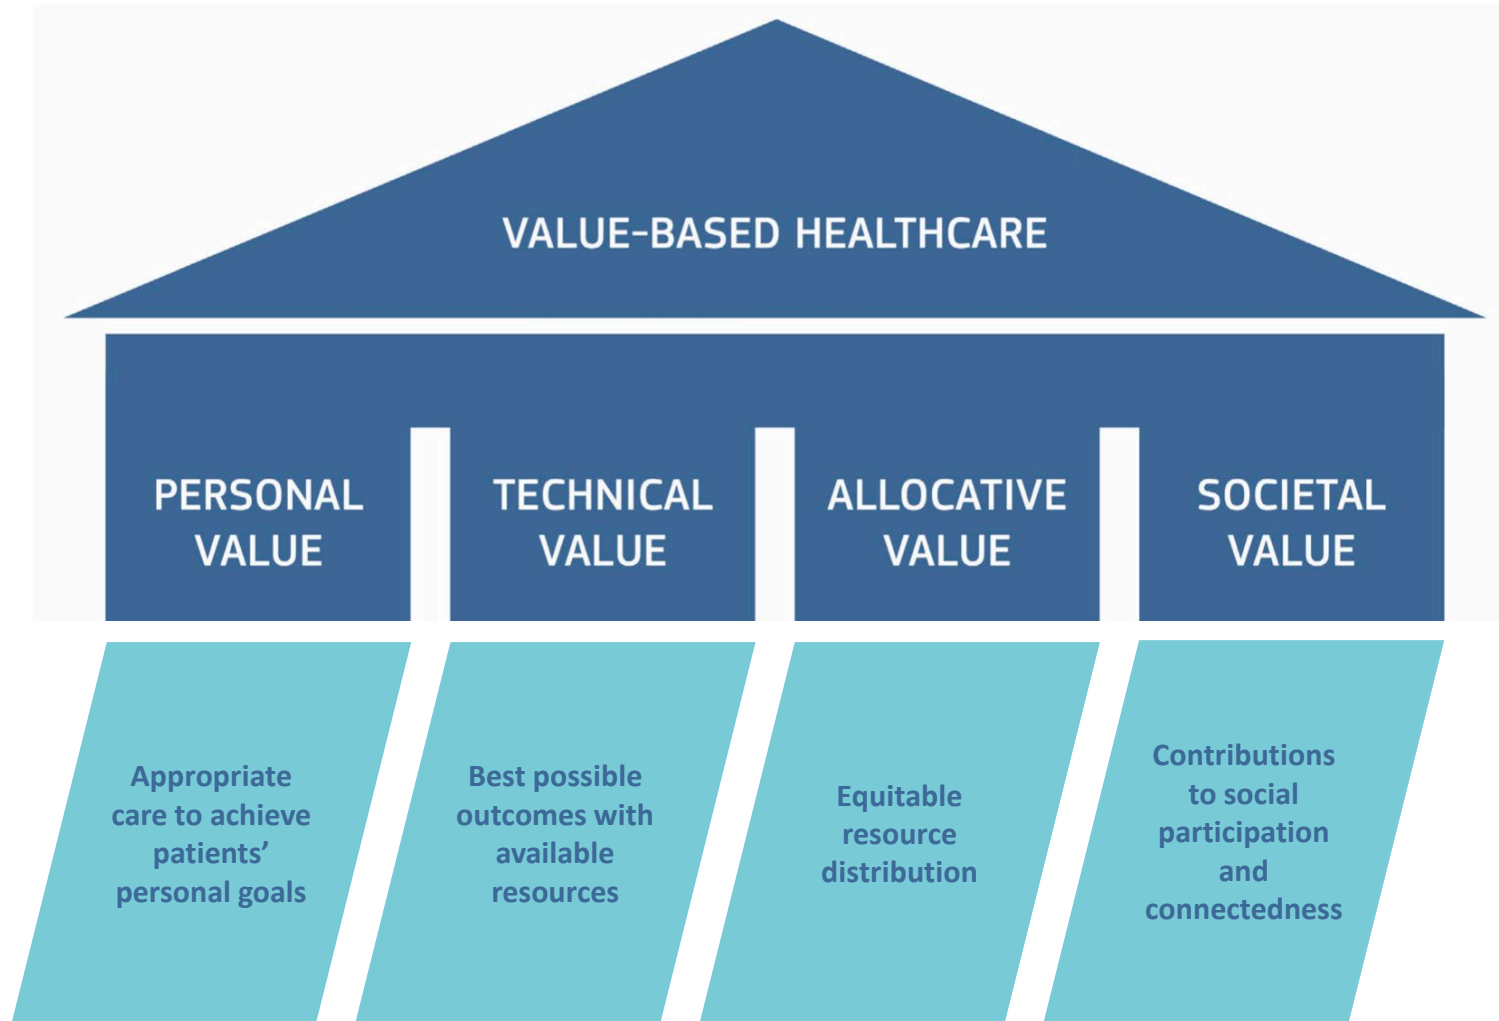 VALUE-BASED HEALTHCARE
PERSONAL
VALUE
TECHNICAL
VALUE
ALLOCATIVE
VALUE
SOCIETAL
VALUE
Appropriate
care to achieve
patients’
personal goals
Best possible
outcomes with
available
resources
Equitable
resource
distribution
Contributions
to social
participation
and
connectedness